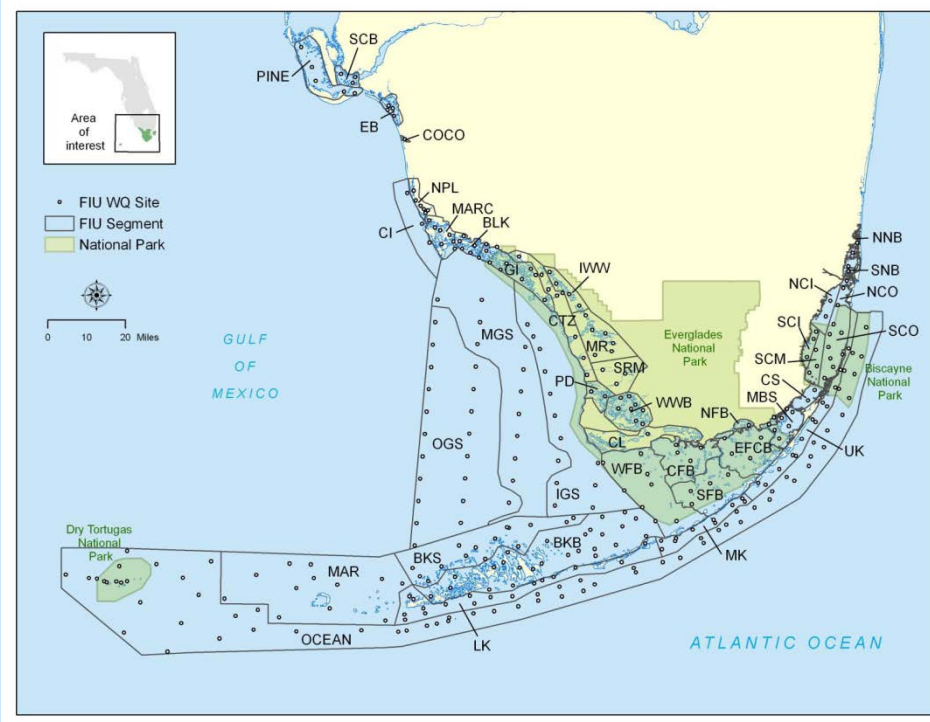 SCB
PINE
EB
COCO
Area
of
interest
FIU WQ Site
FIU Segment
National Park
0 10 20 Miles
NPL
MARC
BLK
CI
GI
IWW
NNB
SNB
NCI
NCO
SCI
SCO
SCM
CS
MBS
Biscayne
National
Park
GULF
OF
MEXICO
MGS
CTZ
MR
SRM
Everglades
National
Park
PD
WWB
NFB
CL
EFCB
UK
WFB
CFB
SFB
OGS
IGS
Dry Tortugas
National
Park
MAR
BKS
BKB
MK
OCEAN
LK
ATLANTIC OCEAN